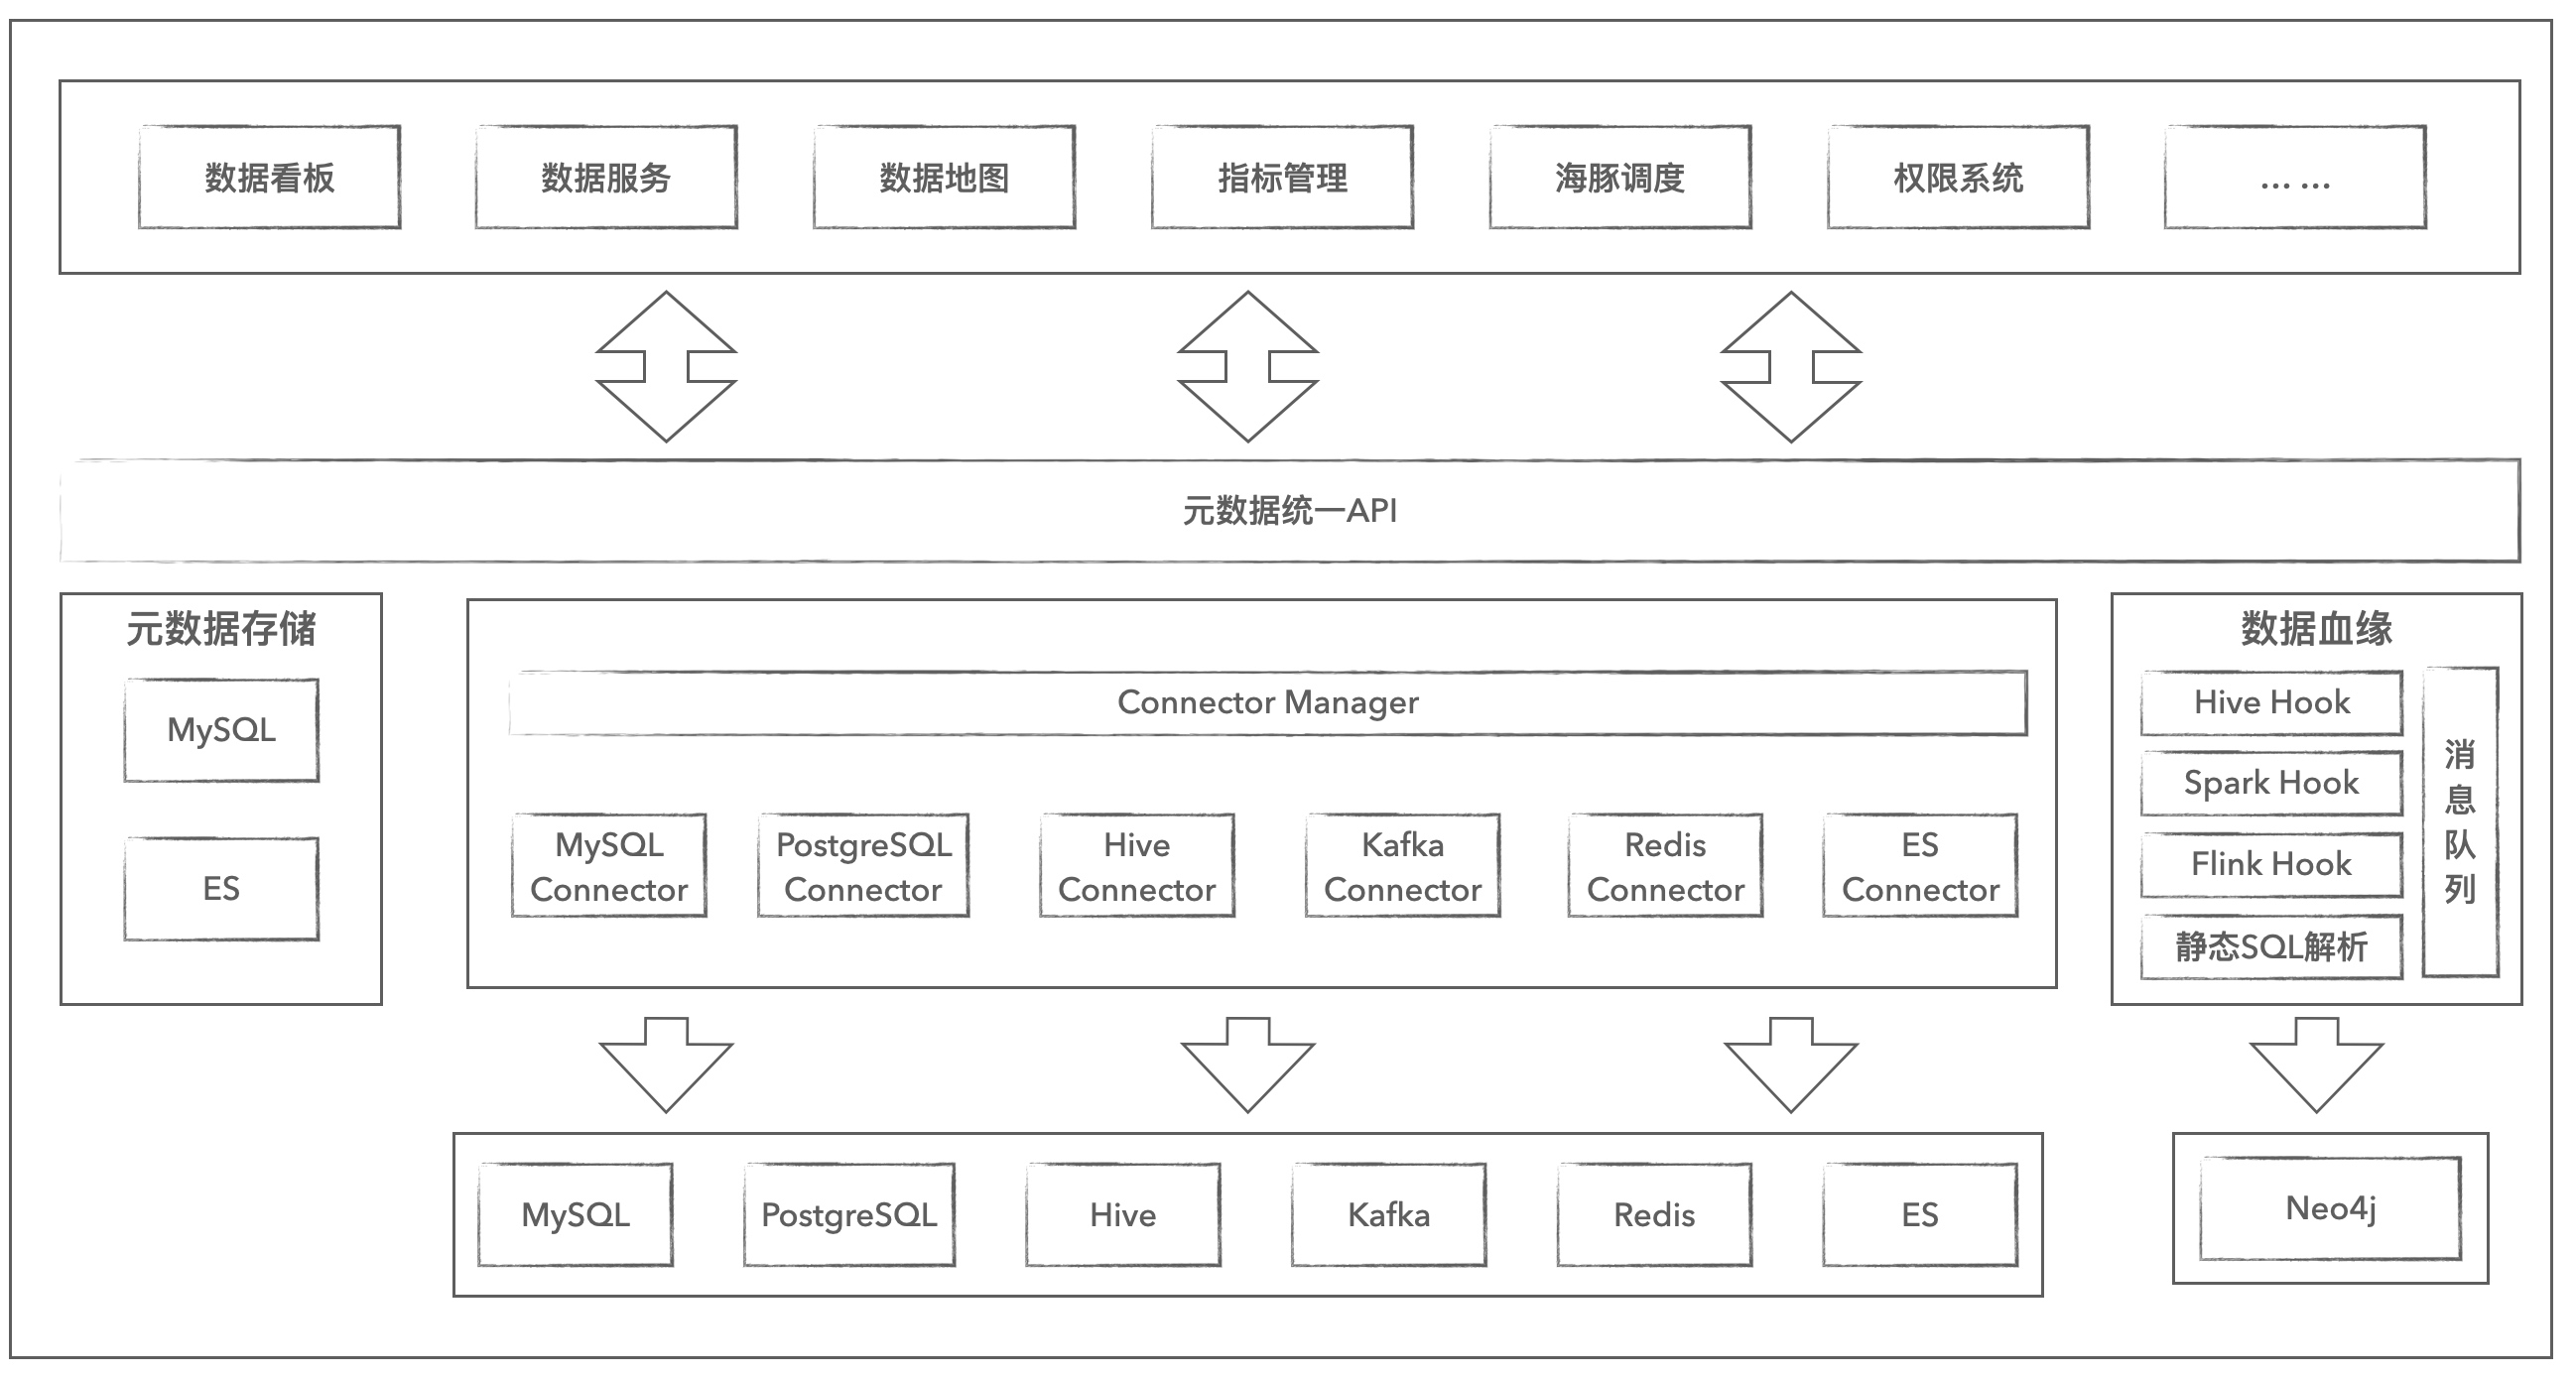 数据看板
数据服务
数据地图
指标管理
海豚调度
权限系统
... ...
元数据统一API
元数据存储
MySQL
ES
Connector Manager
MySQL
Connector
PostgreSQL
Connector
Hive
Connector
Kafka
Connector
Redis
Connector
ES
Connector
数据血缘
Hive Hook
Spark Hook
Flink Hook
静态SQL解析
消
息
队
列
MySQL
PostgreSQL
Hive
Kafka
Redis
ES
Neo4j